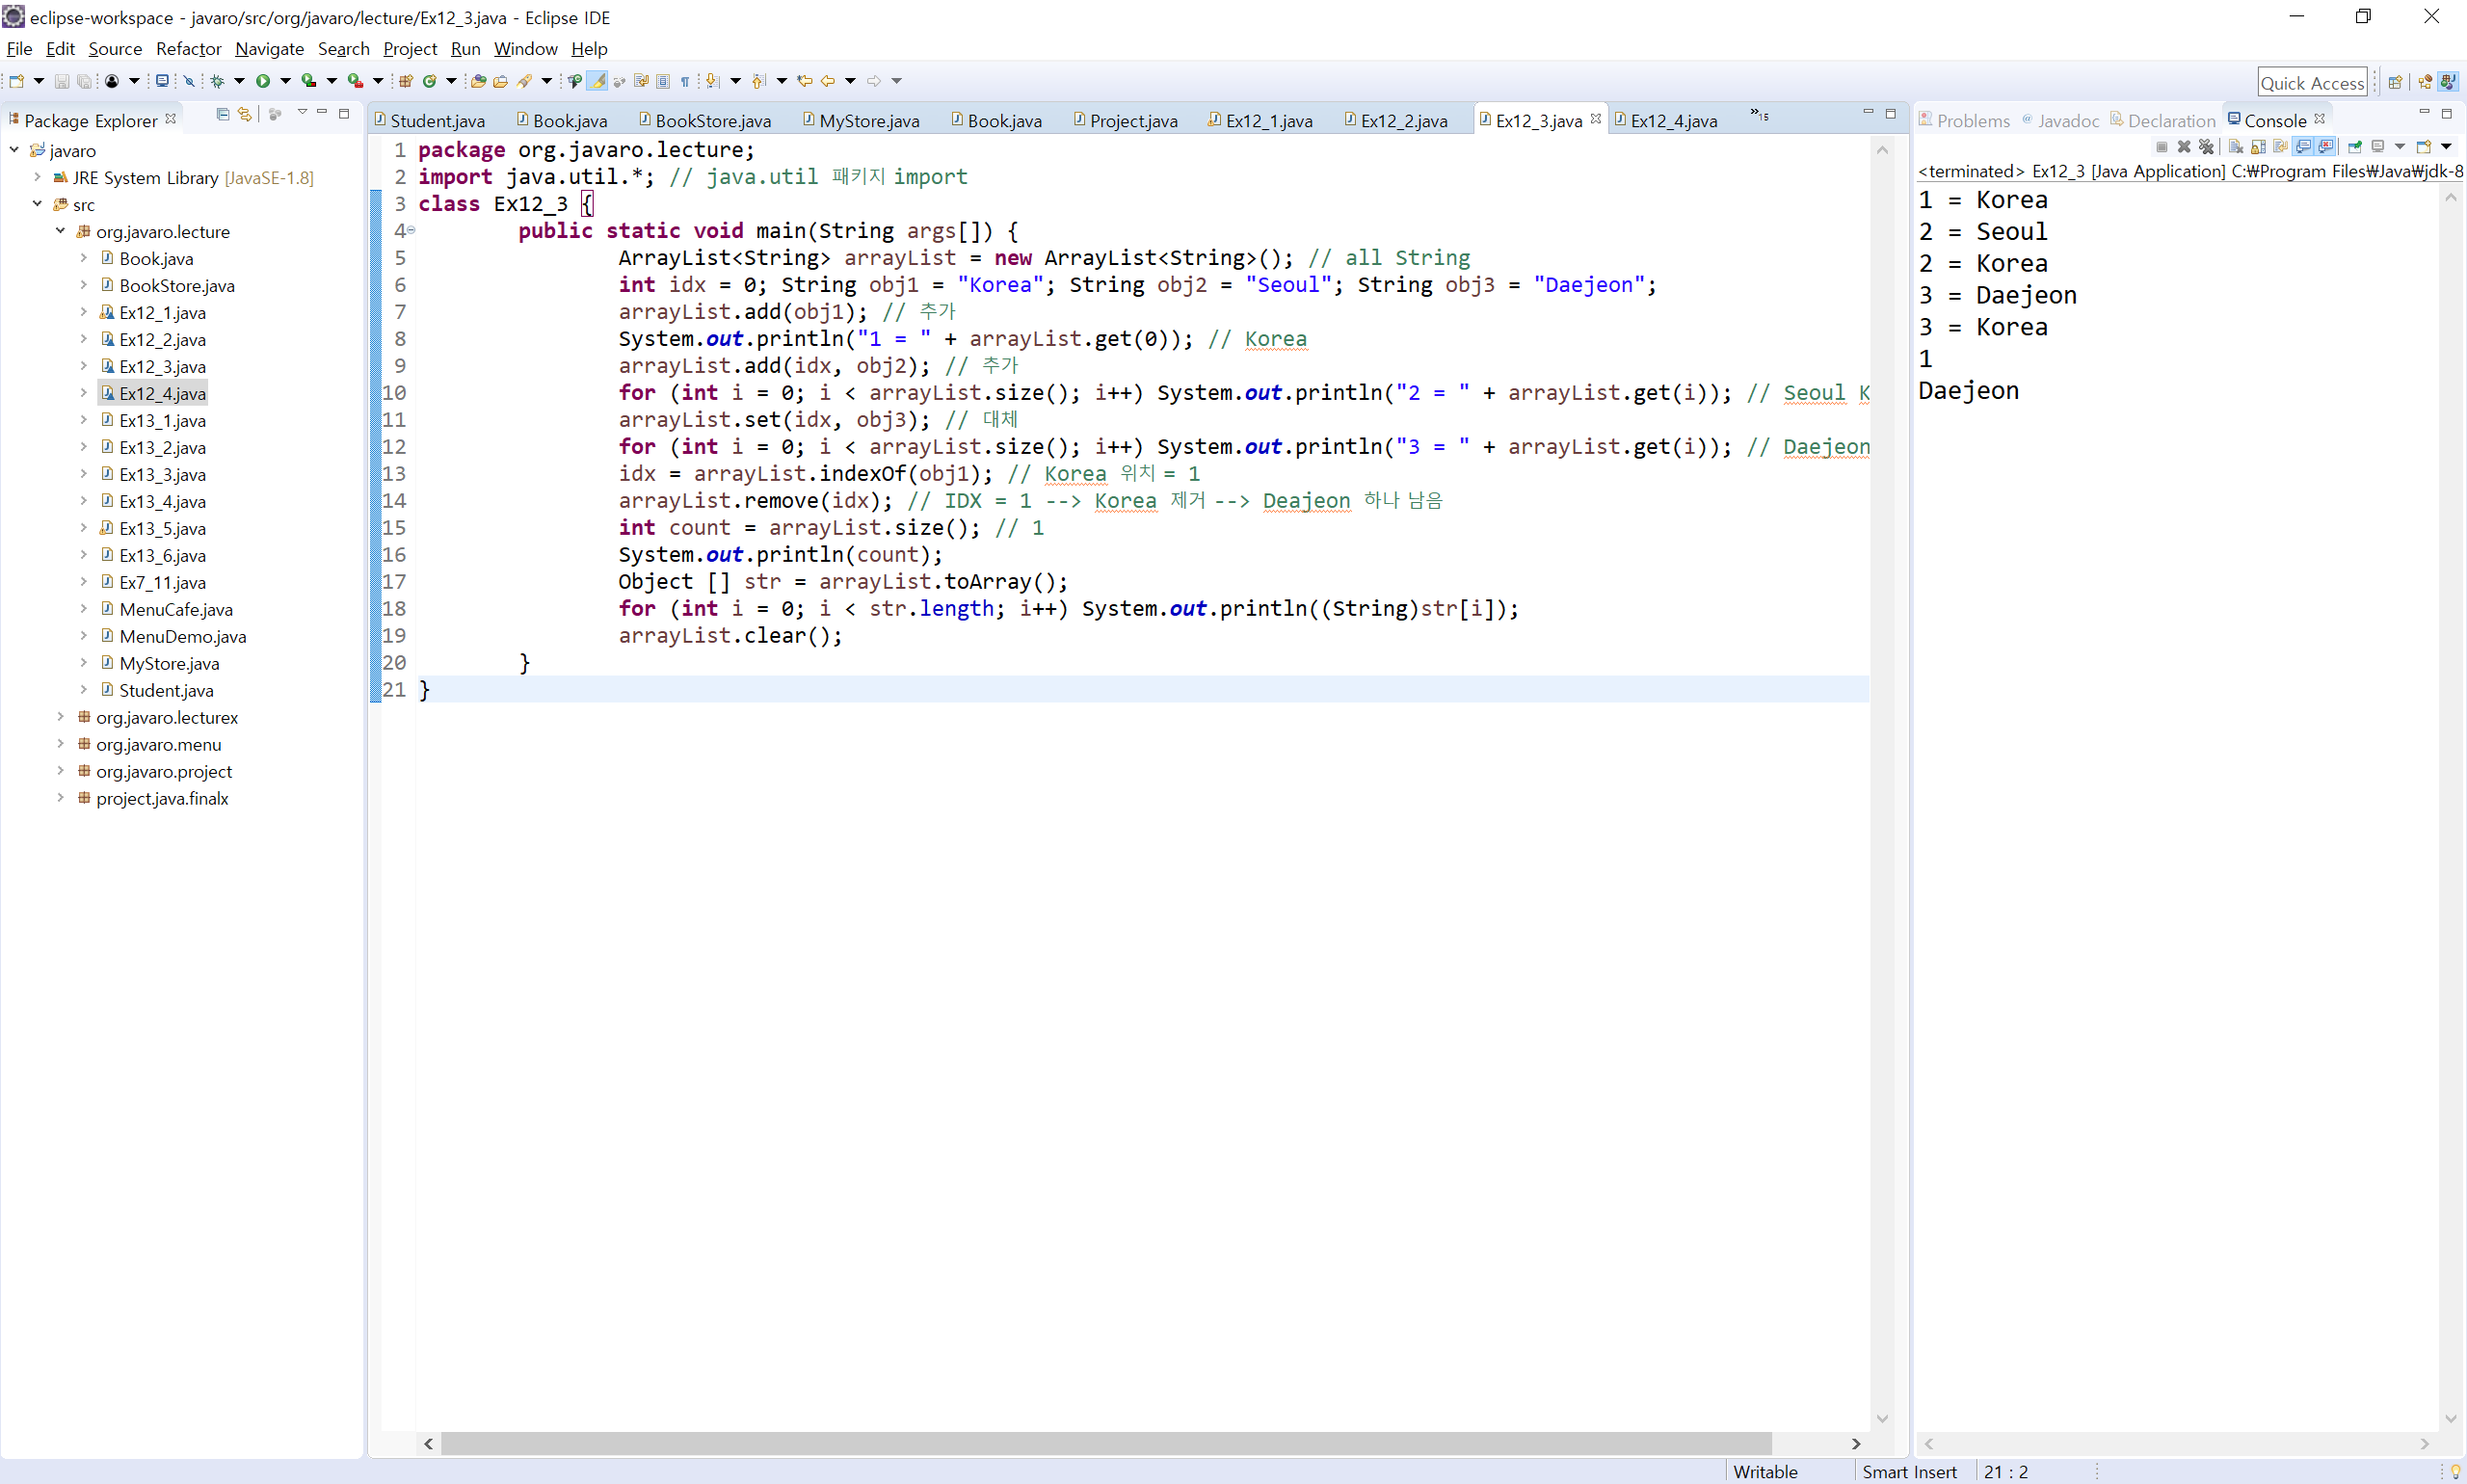 eclipse-workspace - javaro/src/org/javaro/lecture/Ex12_3.java - Eclipse IDE
File Edit Source Refactor Navigate Search Project Run Window Help
Quick Access
Package Explorer
javaro
JRE System Library [JavaSE-1.8]
src
org.javaro.lecture
Book.java
BookStore.java
Ex12_1.java
Ex12_2.java
Ex12_3.java
Ex12_4.java
Ex13_1.java
Ex13_2.java
Ex13_3.java
Ex13_4.java
Ex13_5.java
Ex13_6.java
Ex7_11.java
MenuCafe.java
MenuDemo.java
MyStore.java
Student.java
org.javaro.lecturex
org.javaro.menu
org.javaro.project
project.java.finalx
Student.java Book.java BookStore.java MyStore.java Book.java Project.java Ex12_1.java Ex12_2.java Ex12_3.java Ex12_4.java »15
1 package org.javaro.lecture;
2 import java.util.*; // java.util 패키지 import
3 class Ex12_3 {
4 public static void main(String args[]) {
5 ArrayList<String> arrayList = new ArrayList<String>(); // all String
6 int idx = 0; String obj1 = "Korea"; String obj2 = "Seoul"; String obj3 = "Daejeon";
7 arrayList.add(obj1); // 추가
8 System.out.println("1 = " + arrayList.get(0)); // Korea
9 arrayList.add(idx, obj2); // 추가
10 for (int i = 0; i < arrayList.size(); i++) System.out.println("2 = " + arrayList.get(i)); // Seoul K
11 arrayList.set(idx, obj3); // 대체
12 for (int i = 0; i < arrayList.size(); i++) System.out.println("3 = " + arrayList.get(i)); // Daejeon
13 idx = arrayList.indexOf(obj1); // Korea 위치 = 1
14 arrayList.remove(idx); // IDX = 1 --> Korea 제거 --> Deajeon 하나 남음
15 int count = arrayList.size(); // 1
16 System.out.println(count);
17 Object [] str = arrayList.toArray();
18 for (int i = 0; i < str.length; i++) System.out.println((String)str[i]);
19 arrayList.clear();
20 }
21 }
Problems Javadoc Declaration Console
<terminated> Ex12_3 [Java Application] C:₩Program Files₩Java₩jdk-8
1 = Korea
2 = Seoul
2 = Korea
3 = Daejeon
3 = Korea
1
Daejeon
Writable Smart Insert 21 : 2